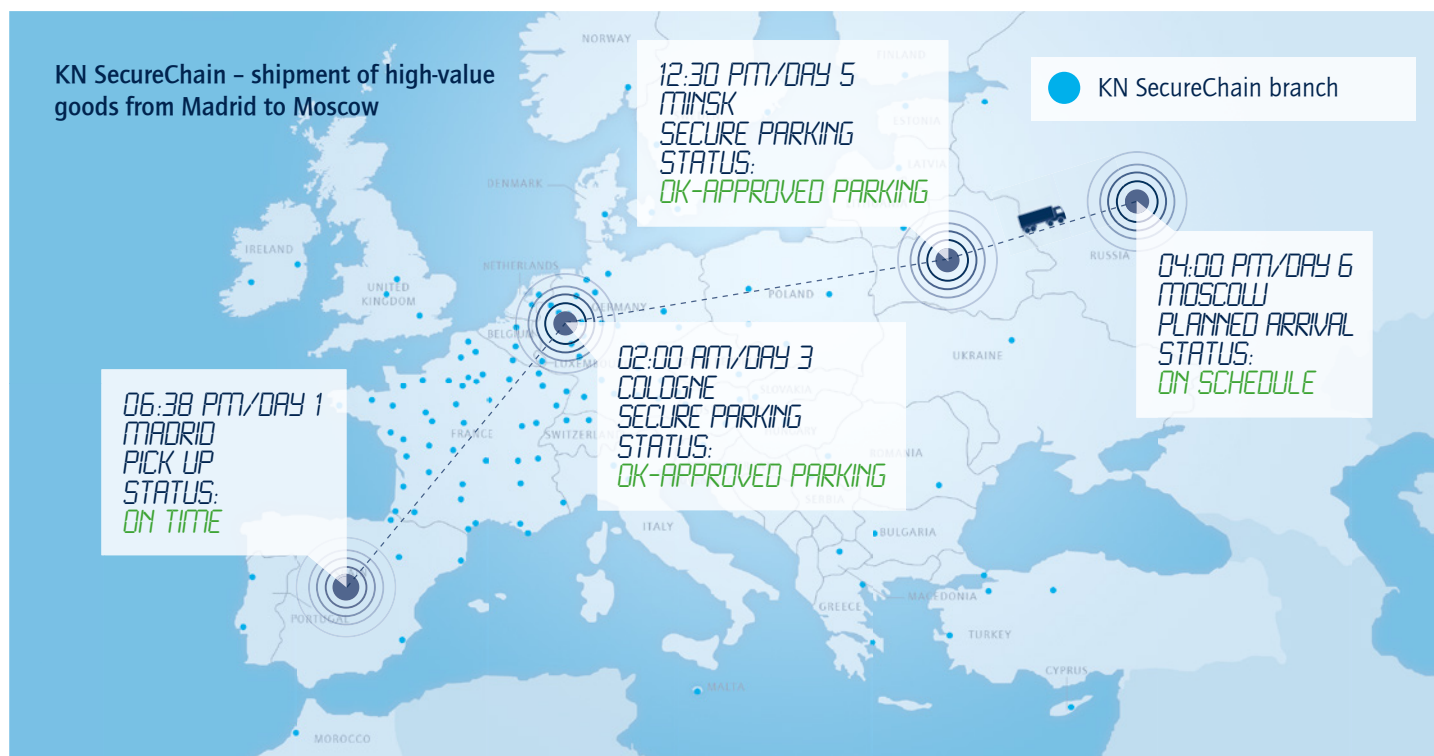 KN SecureChain – shipment of high-value
goods from Madrid to Moscow
KN SecureChain branch
12:30 PM/DAY 5
MINSK
SECURE PARKING
STATUS:
OK-APPROVED PARKING
04:00 PM/DAY 6
MOSCOW
PLANNED ARRIVAL
STATUS:
ON SCHEDULE
02:00 AM/DAY 3
COLOGNE
SECURE PARKING
STATUS:
OK-APPROVED PARKING
06:38 PM/DAY 1
MADRID
PICK UP
STATUS:
ON TIME
NORWAY
FINLAND
ESTONIA
LATVIA
DENMARK
IRELAND
UNITED
KINGDOM
NETHERLANDS
GERMANY
POLAND
RUSSIA
BELGIUM
LUXEMBOU
UKRAINE
SLOVAKIA
FRANCE
SWITZERLAN
HUNGARY
ROMANIA
SERBIA
ITALY
BULGARIA
PORTUGAL
GREECE
MACEDONIA
TURKEY
CYPRUS
MALTA
MOROCCO